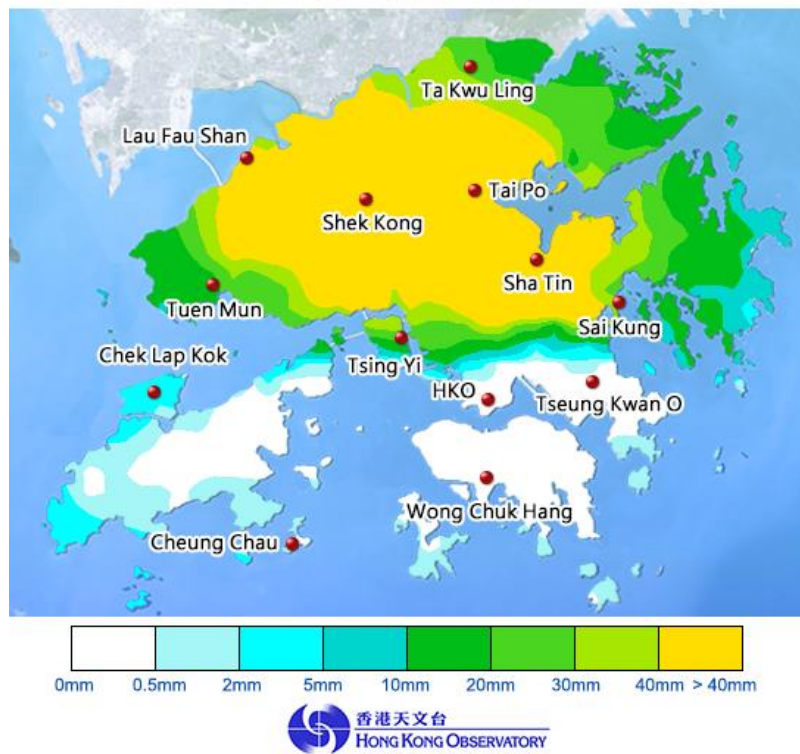 Ta Kwu Ling
Lau Fau Shan
Tai Po
Shek Kong
Sha Tin
Tuen Mun
Sai Kung
Chek Lap Kok
Tsing Yi
HKO
Tseung Kwan O
Wong Chuk Hang
Cheung Chau
0mm 0.5mm 2mm 5mm 10mm 20mm 30mm 40mm > 40mm
香港天文台
HONG KONG OBSERVATORY